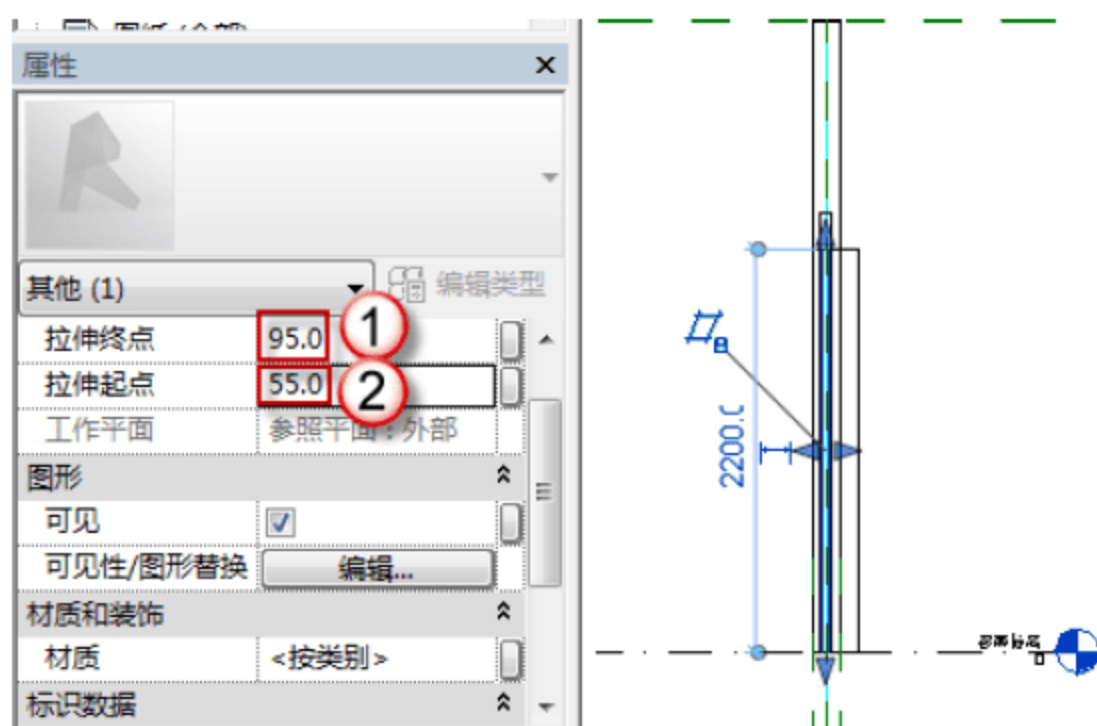 属性
其他 (1)
编辑类型
拉伸终点 95.0 1
拉伸起点 55.0 2
工作平面 参照平面：外部
图形
可见
可见性/图形替换 编辑...
材质和装饰
材质 <按类别>
标识数据